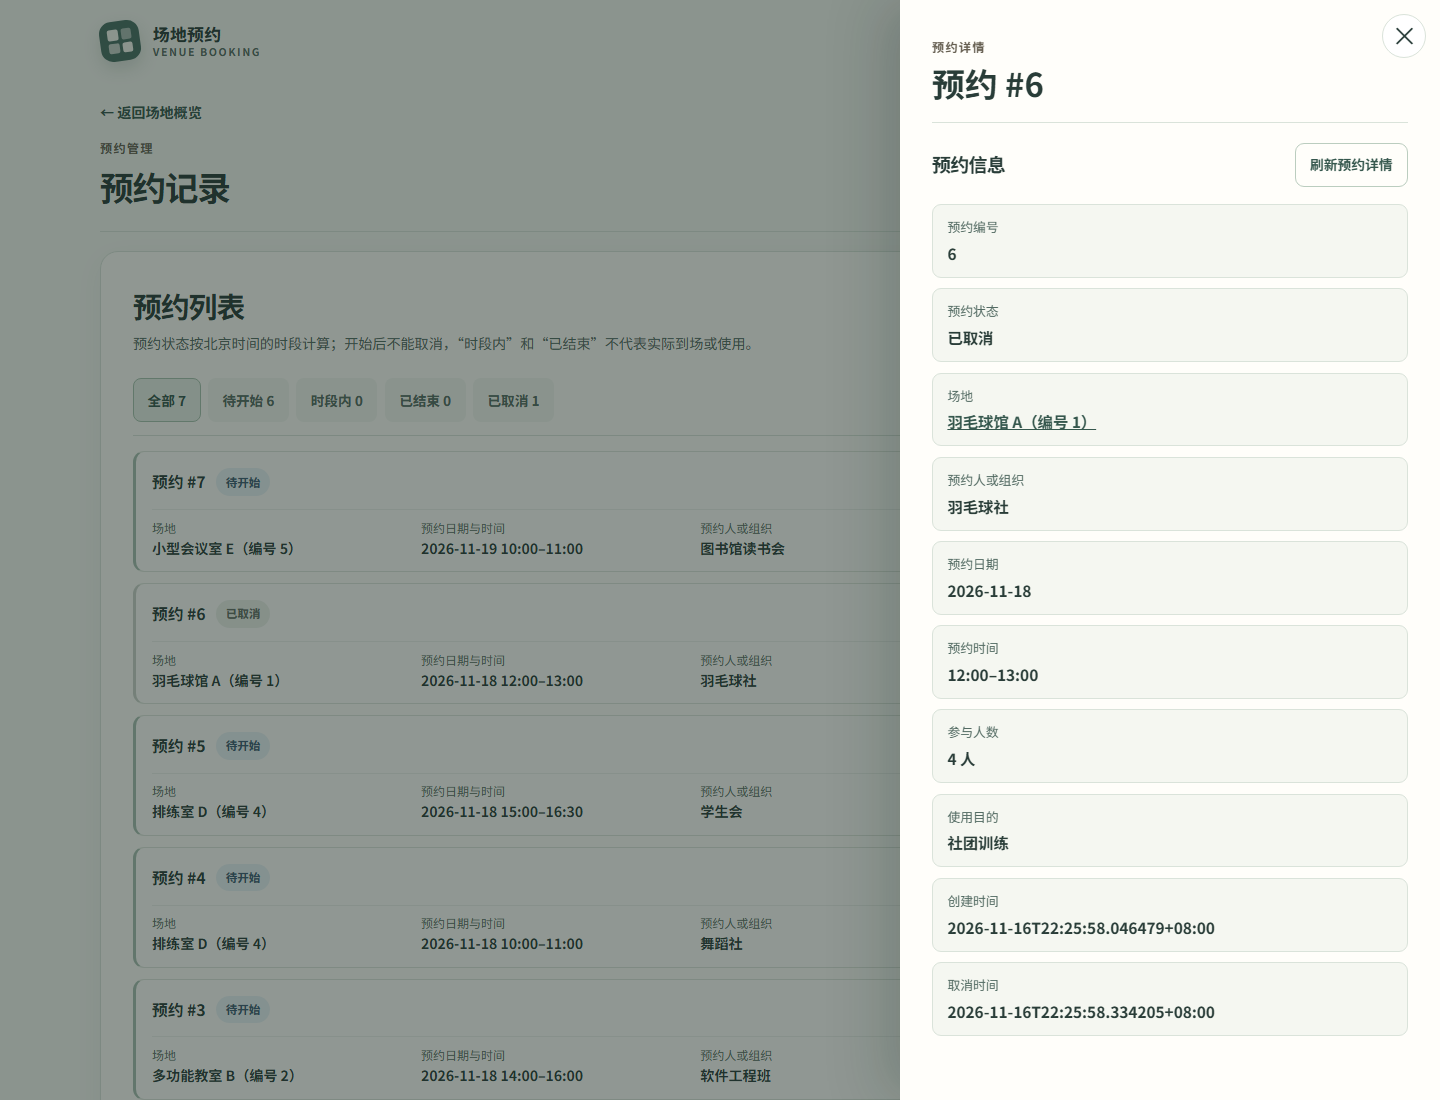 场地预约
VENUE BOOKING
← 返回场地概览
预约管理
预约记录
预约列表
预约状态按北京时间的时段计算；开始后不能取消，“时段内”和“已结束”不代表实际到场或使用。
全部 7 待开始 6 时段内 0 已结束 0 已取消 1
预约 #7 待开始
场地 预约日期与时间 预约人或组织
小型会议室 E（编号 5） 2026-11-19 10:00–11:00 图书馆读书会
预约 #6 已取消
场地 预约日期与时间 预约人或组织
羽毛球馆 A（编号 1） 2026-11-18 12:00–13:00 羽毛球社
预约 #5 待开始
场地 预约日期与时间 预约人或组织
排练室 D（编号 4） 2026-11-18 15:00–16:30 学生会
预约 #4 待开始
场地 预约日期与时间 预约人或组织
排练室 D（编号 4） 2026-11-18 10:00–11:00 舞蹈社
预约 #3 待开始
场地 预约日期与时间 预约人或组织
多功能教室 B（编号 2） 2026-11-18 14:00–16:00 软件工程班
预约详情
预约 #6
预约信息 刷新预约详情
预约编号
6
预约状态
已取消
场地
羽毛球馆 A（编号 1）
预约人或组织
羽毛球社
预约日期
2026-11-18
预约时间
12:00–13:00
参与人数
4 人
使用目的
社团训练
创建时间
2026-11-16T22:25:58.046479+08:00
取消时间
2026-11-16T22:25:58.334205+08:00